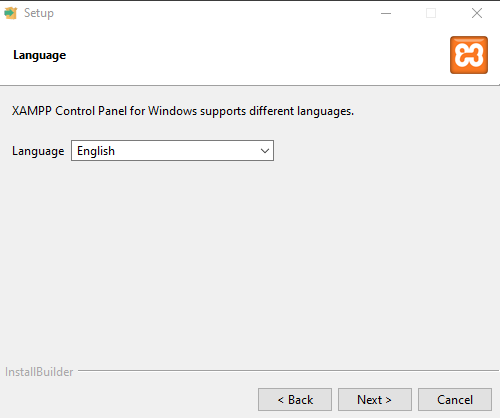 Setup
Language
XAMPP Control Panel for Windows supports different languages.
Language English
InstallBuilder
< Back Next > Cancel